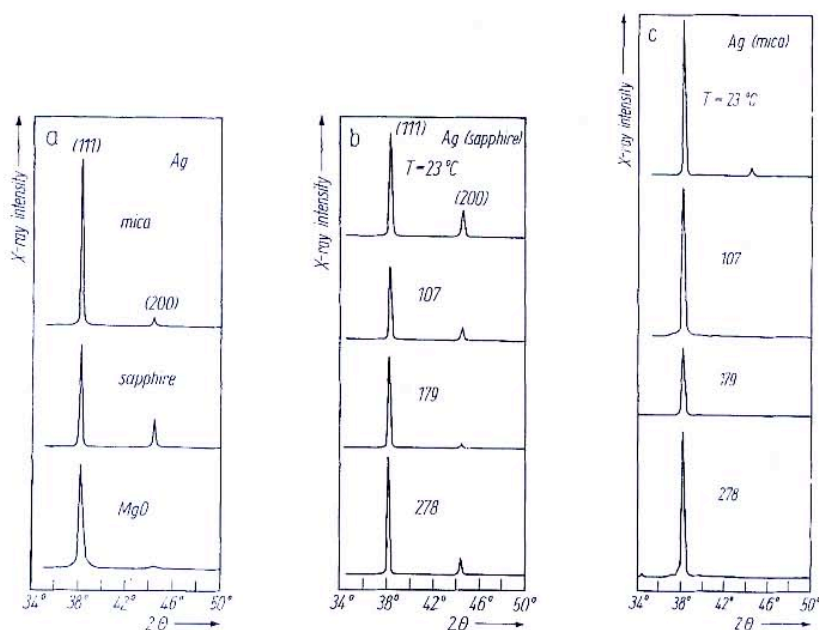 a
(111)
Ag
mica
(200)
sapphire
MgO
X-ray intensity
34° 38° 42° 46° 50°
2Θ
b
(111)
Ag (sapphire)
T = 23 °C
(200)
107
179
278
X-ray intensity
34° 38° 42° 46° 50°
2Θ
c
Ag (mica)
T = 23 °C
107
179
278
X-ray intensity
34° 38° 42° 46° 50°
2Θ